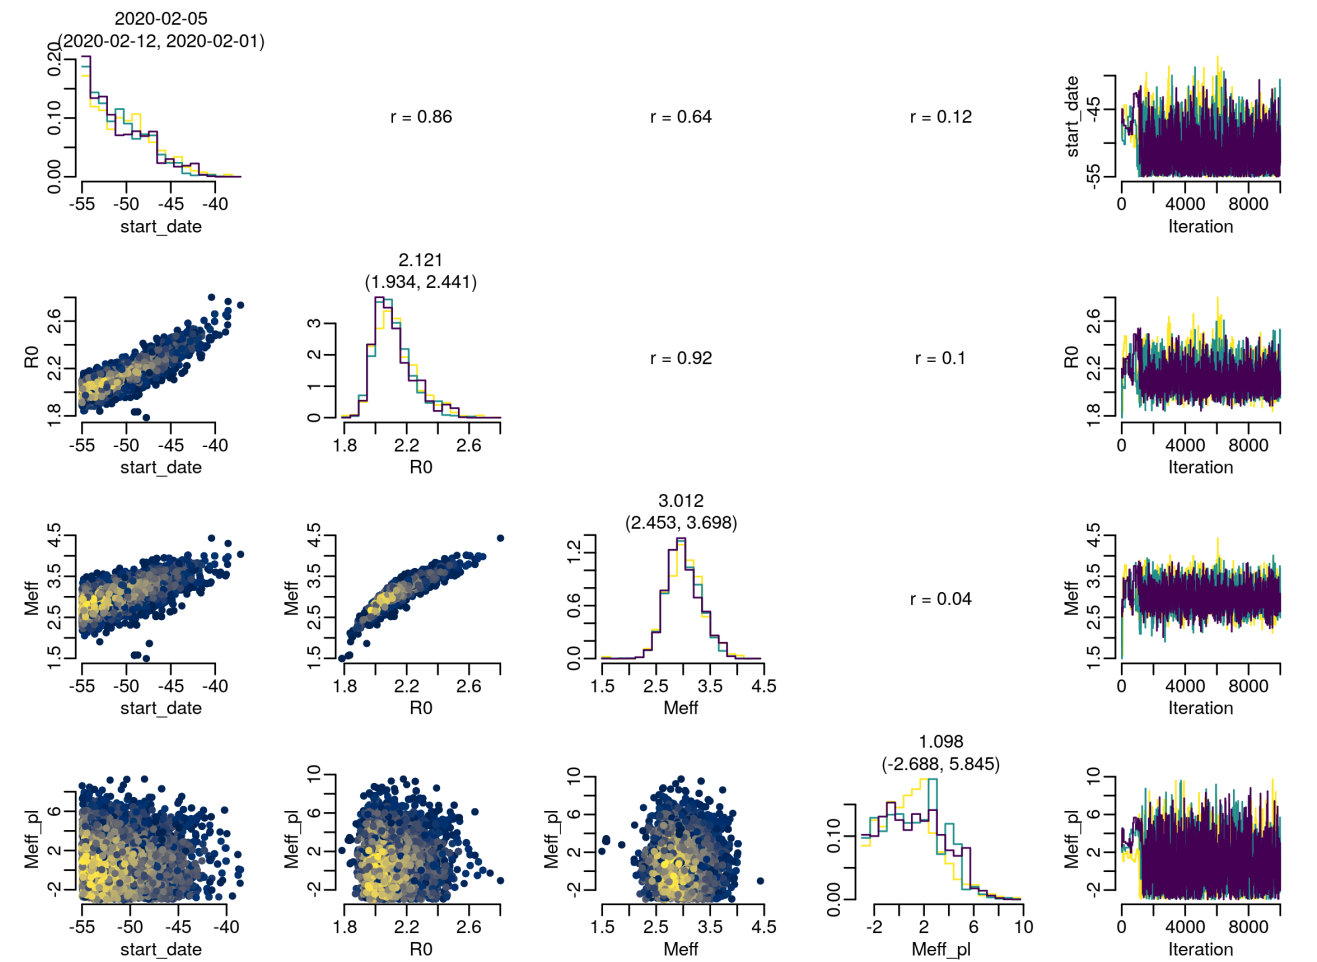 2020-02-05
(2020-02-12, 2020-02-01)
0.00 0.10 0.20
-55 -50 -45 -40
start_date
r = 0.86
r = 0.64
r = 0.12
start_date
-55 -45
0 4000 8000
Iteration
R0
1.8 2.2 2.6
-55 -50 -45 -40
start_date
2.121
(1.934, 2.441)
0 1 2 3
1.8 2.2 2.6
R0
r = 0.92
r = 0.1
R0
1.8 2.2 2.6
0 4000 8000
Iteration
Meff
1.5 2.5 3.5 4.5
-55 -50 -45 -40
start_date
Meff
1.5 2.5 3.5 4.5
1.8 2.2 2.6
R0
3.012
(2.453, 3.698)
0.0 0.6 1.2
1.5 2.5 3.5 4.5
Meff
r = 0.04
Meff
1.5 2.5 3.5 4.5
0 4000 8000
Iteration
Meff_pl
-2 2 6
-55 -50 -45 -40
start_date
Meff_pl
-2 2 6 10
1.8 2.2 2.6
R0
Meff_pl
-2 2 6 10
1.5 2.5 3.5 4.5
Meff
1.098
(-2.688, 5.845)
0.00 0.10
-2 2 6 10
Meff_pl
Meff_pl
-2 2 6 10
0 4000 8000
Iteration